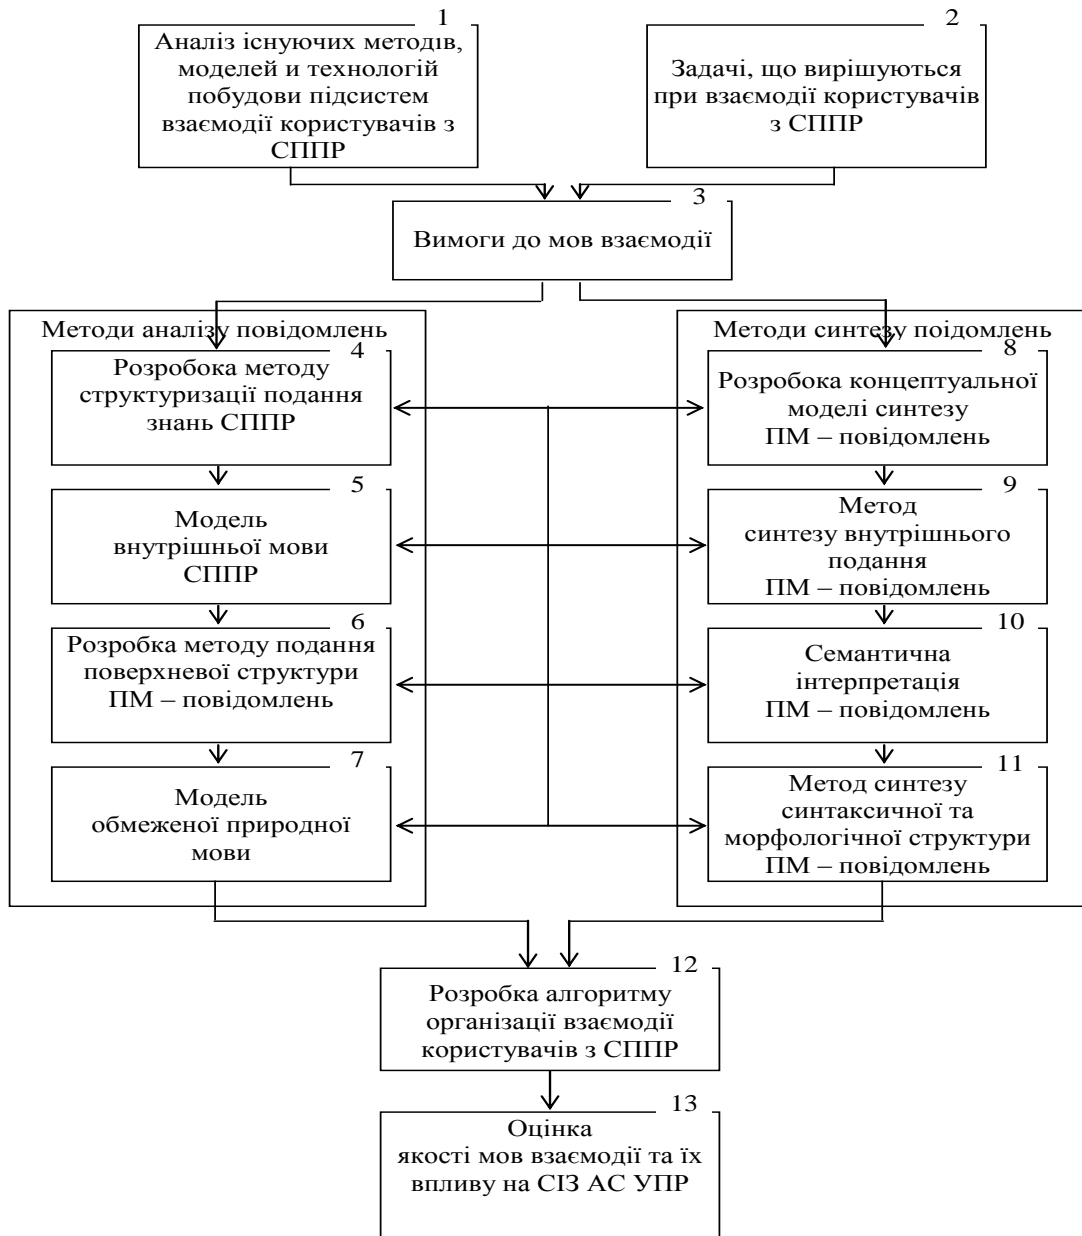 1
Аналіз існуючих методів,
моделей и технологій
побудови підсистем
взаємодії користувачів з
СППР
2
Задачі, що вирішуються
при взаємодії користувачів
з СППР
3
Вимоги до мов взаємодії
Методи аналізу повідомлень
4
Розробока методу
структуризації подання
знань СППР
5
Модель
внутрішньої мови
СППР
6
Розробка методу подання
поверхневої структури
ПМ – повідомлень
7
Модель
обмеженої природної
мови
Методи синтезу поідомлень
8
Розробока концептуальної
моделі синтезу
ПМ – повідомлень
9
Метод
синтезу внутрішнього
подання
ПМ – повідомлень
10
Семантична
інтерпретація
ПМ – повідомлень
11
Метод синтезу
синтаксичної та
морфологічної структури
ПМ – повідомлень
12
Розробка алгоритму
організації взаємодії
користувачів з СППР
13
Оцінка
якості мов взаємодії та їх
впливу на СІЗ АС УПР